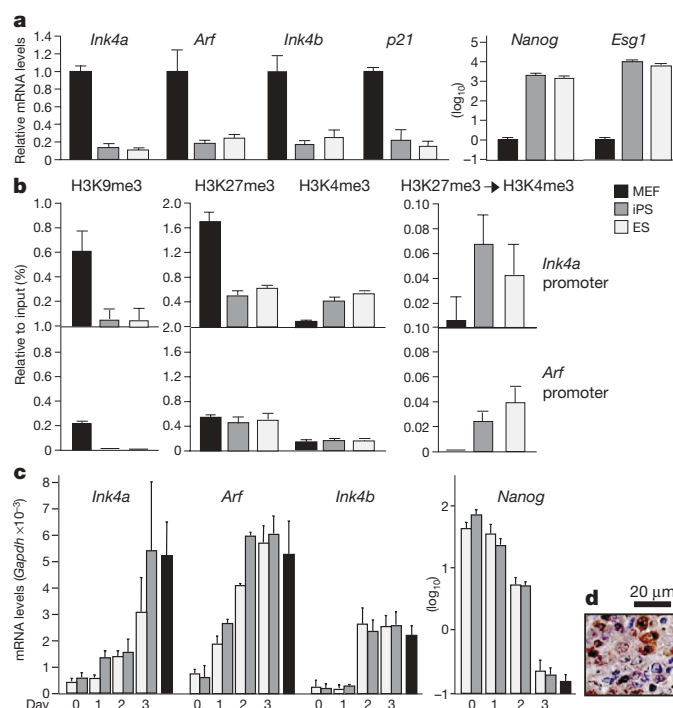 a
Ink4a Arf Ink4b p21 Nanog Esg1
Relative mRNA levels
1.4
1.2
1.0
0.8
0.6
0.4
0.2
0
(log10)
5
4
3
2
1
0
−1
b
H3K9me3 H3K27me3 H3K4me3 H3K27me3 → H3K4me3
MEF
iPS
ES
Relative to input (%)
1.0
0.8
0.6
0.4
0.2
1.0
0.8
0.6
0.4
0.2
0
2.0
1.6
1.2
0.8
0.4
2.0
1.6
1.2
0.8
0.4
0
0.10
0.08
0.06
0.04
0.02
0.10
0.08
0.06
0.04
0.02
0
Ink4a
promoter
Arf
promoter
c
Ink4a Arf Ink4b Nanog
mRNA levels (Gapdh ×10−3)
8
7
6
5
4
3
2
1
0
(log10)
2
1
0
−1
Day 0 1 2 3 0 1 2 3 0 1 2 3 0 1 2 3
d
20 μm